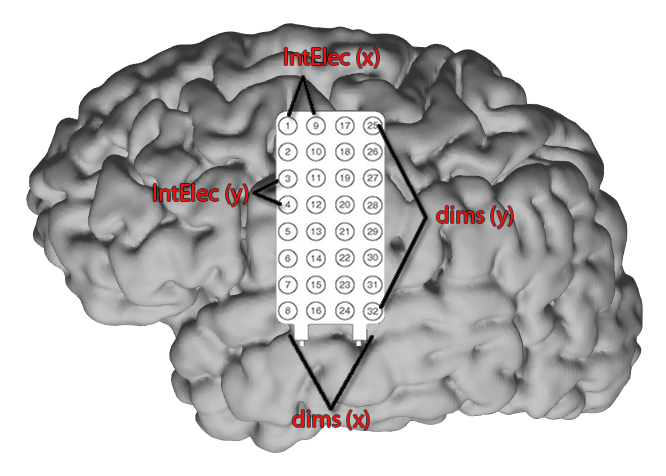 IntElec (x)
1 9 17 25
2 10 18 26
3 11 19 27
IntElec (y)
4 12 20 28
dims (y)
5 13 21 29
6 14 22 30
7 15 23 31
8 16 24 32
dims (x)